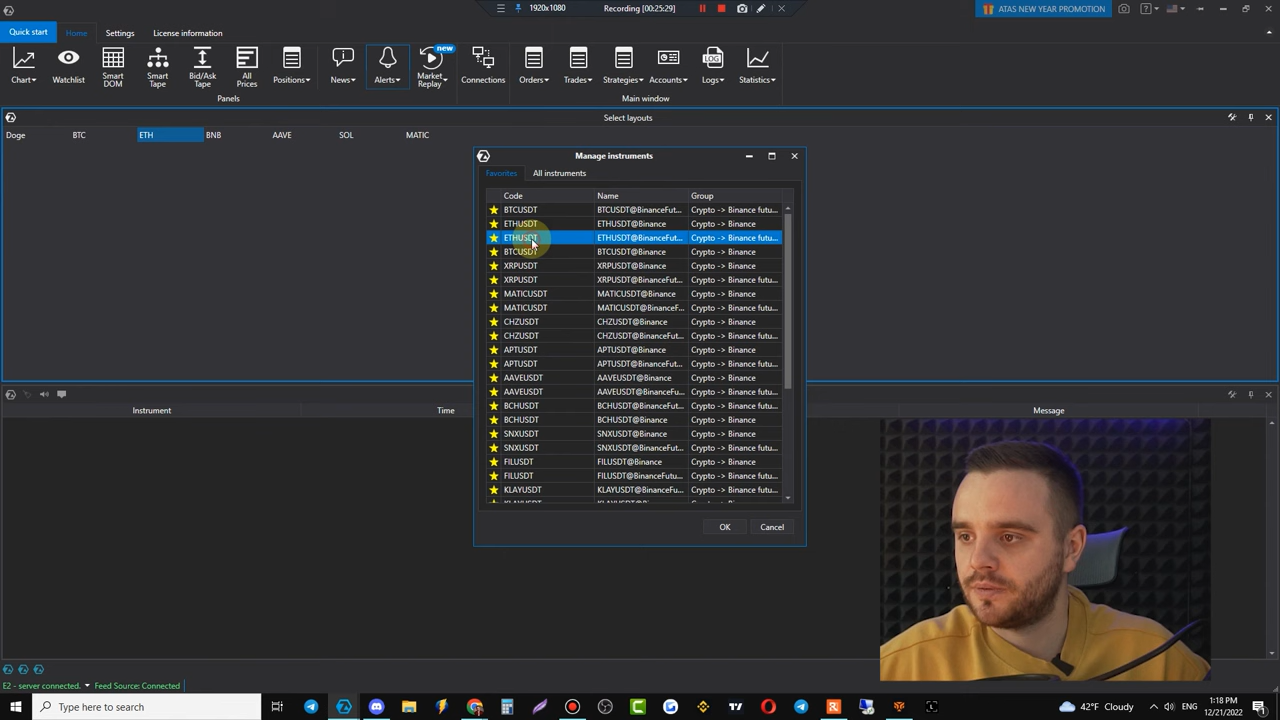 1920x1080
Recording [00:25:29]
ATAS NEW YEAR PROMOTION
Quick start
Home
Settings
License information
new
Chart
Watchlist
Smart DOM
Smart Tape
Bid/Ask Tape
All Prices
Positions
News
Alerts
Market Replay
Connections
Orders
Trades
Strategies
Accounts
LOG
Logs
Statistics
Panels
Main window
Select layouts
Doge BTC ETH BNB AAVE SOL MATIC
Manage instruments
Favorites All instruments
Code Name Group
BTCUSDT BTCUSDT@BinanceFut... Crypto -> Binance futu...
ETHUSDT ETHUSDT@Binance Crypto -> Binance
ETHUSDT ETHUSDT@BinanceFut... Crypto -> Binance futu...
BTCUSDT BTCUSDT@Binance Crypto -> Binance
XRPUSDT XRPUSDT@Binance Crypto -> Binance
XRPUSDT XRPUSDT@BinanceFut... Crypto -> Binance futu...
MATICUSDT MATICUSDT@Binance Crypto -> Binance
MATICUSDT MATICUSDT@BinanceF... Crypto -> Binance futu...
CHZUSDT CHZUSDT@Binance Crypto -> Binance
CHZUSDT CHZUSDT@BinanceFut... Crypto -> Binance futu...
APTUSDT APTUSDT@Binance Crypto -> Binance
APTUSDT APTUSDT@BinanceFut... Crypto -> Binance futu...
AAVEUSDT AAVEUSDT@Binance Crypto -> Binance
AAVEUSDT AAVEUSDT@BinanceFu... Crypto -> Binance futu...
BCHUSDT BCHUSDT@BinanceFut... Crypto -> Binance futu...
BCHUSDT BCHUSDT@Binance Crypto -> Binance
SNXUSDT SNXUSDT@Binance Crypto -> Binance
SNXUSDT SNXUSDT@BinanceFut... Crypto -> Binance futu...
FILUSDT FILUSDT@Binance Crypto -> Binance
FILUSDT FILUSDT@BinanceFutu... Crypto -> Binance futu...
KLAYUSDT KLAYUSDT@BinanceFu... Crypto -> Binance futu...
OK Cancel
Instrument Time Message
E2 - server connected. Feed Source: Connected
Type here to search
42°F Cloudy
1:18 PM
12/21/2022